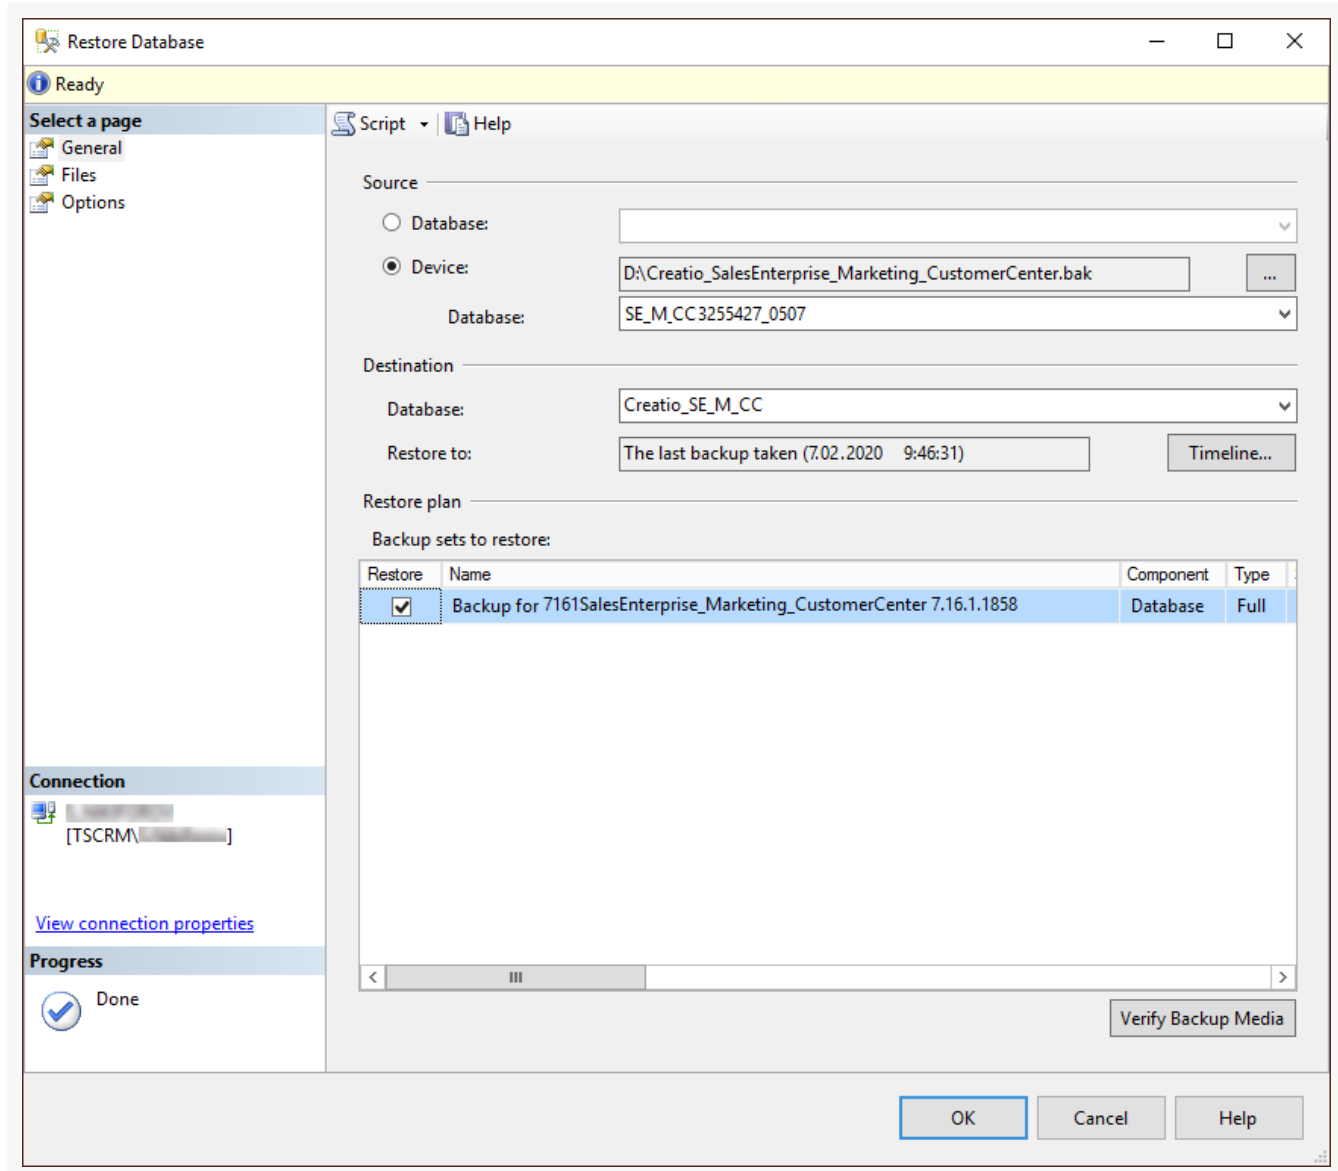 Restore Database
Ready
Select a page
General
Files
Options
Script
Help
Source
Database:
Device:
D:\Creatio_SalesEnterprise_Marketing_CustomerCenter.bak
...
Database:
SE_M_CC3255427_0507
Destination
Database:
Creatio_SE_M_CC
Restore to:
The last backup taken (7.02.2020 9:46:31)
Timeline...
Restore plan
Backup sets to restore:
Restore Name Component Type
Backup for 7161SalesEnterprise_Marketing_CustomerCenter 7.16.1.1858 Database Full
Connection
[TSCRM\ ]
View connection properties
Progress
Done
Verify Backup Media
OK
Cancel
Help